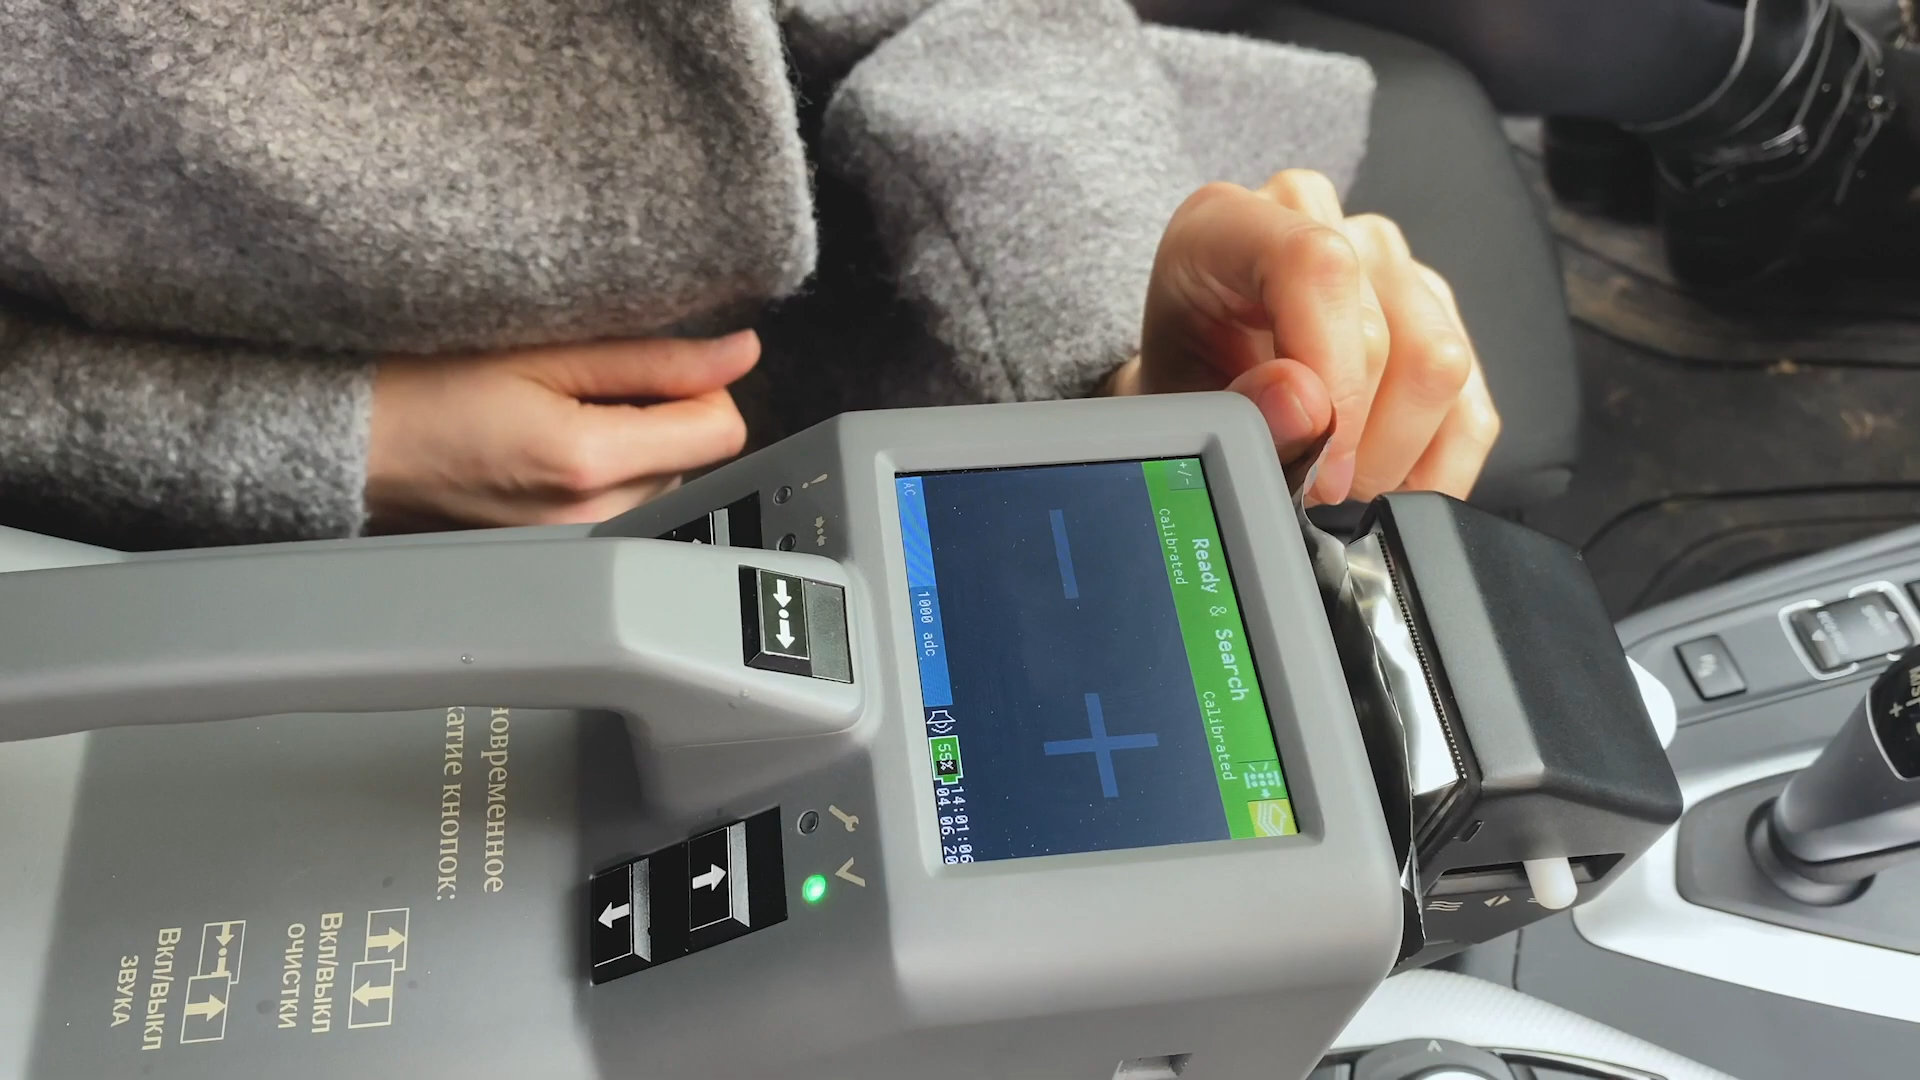 +/-
Ready & Search
Calibrated
Calibrated
AC
1000 adc
55%
14:01:06
04.06.20
новременное
жатие кнопок:
Вкл/выкл
очистки
Вкл/выкл
звука